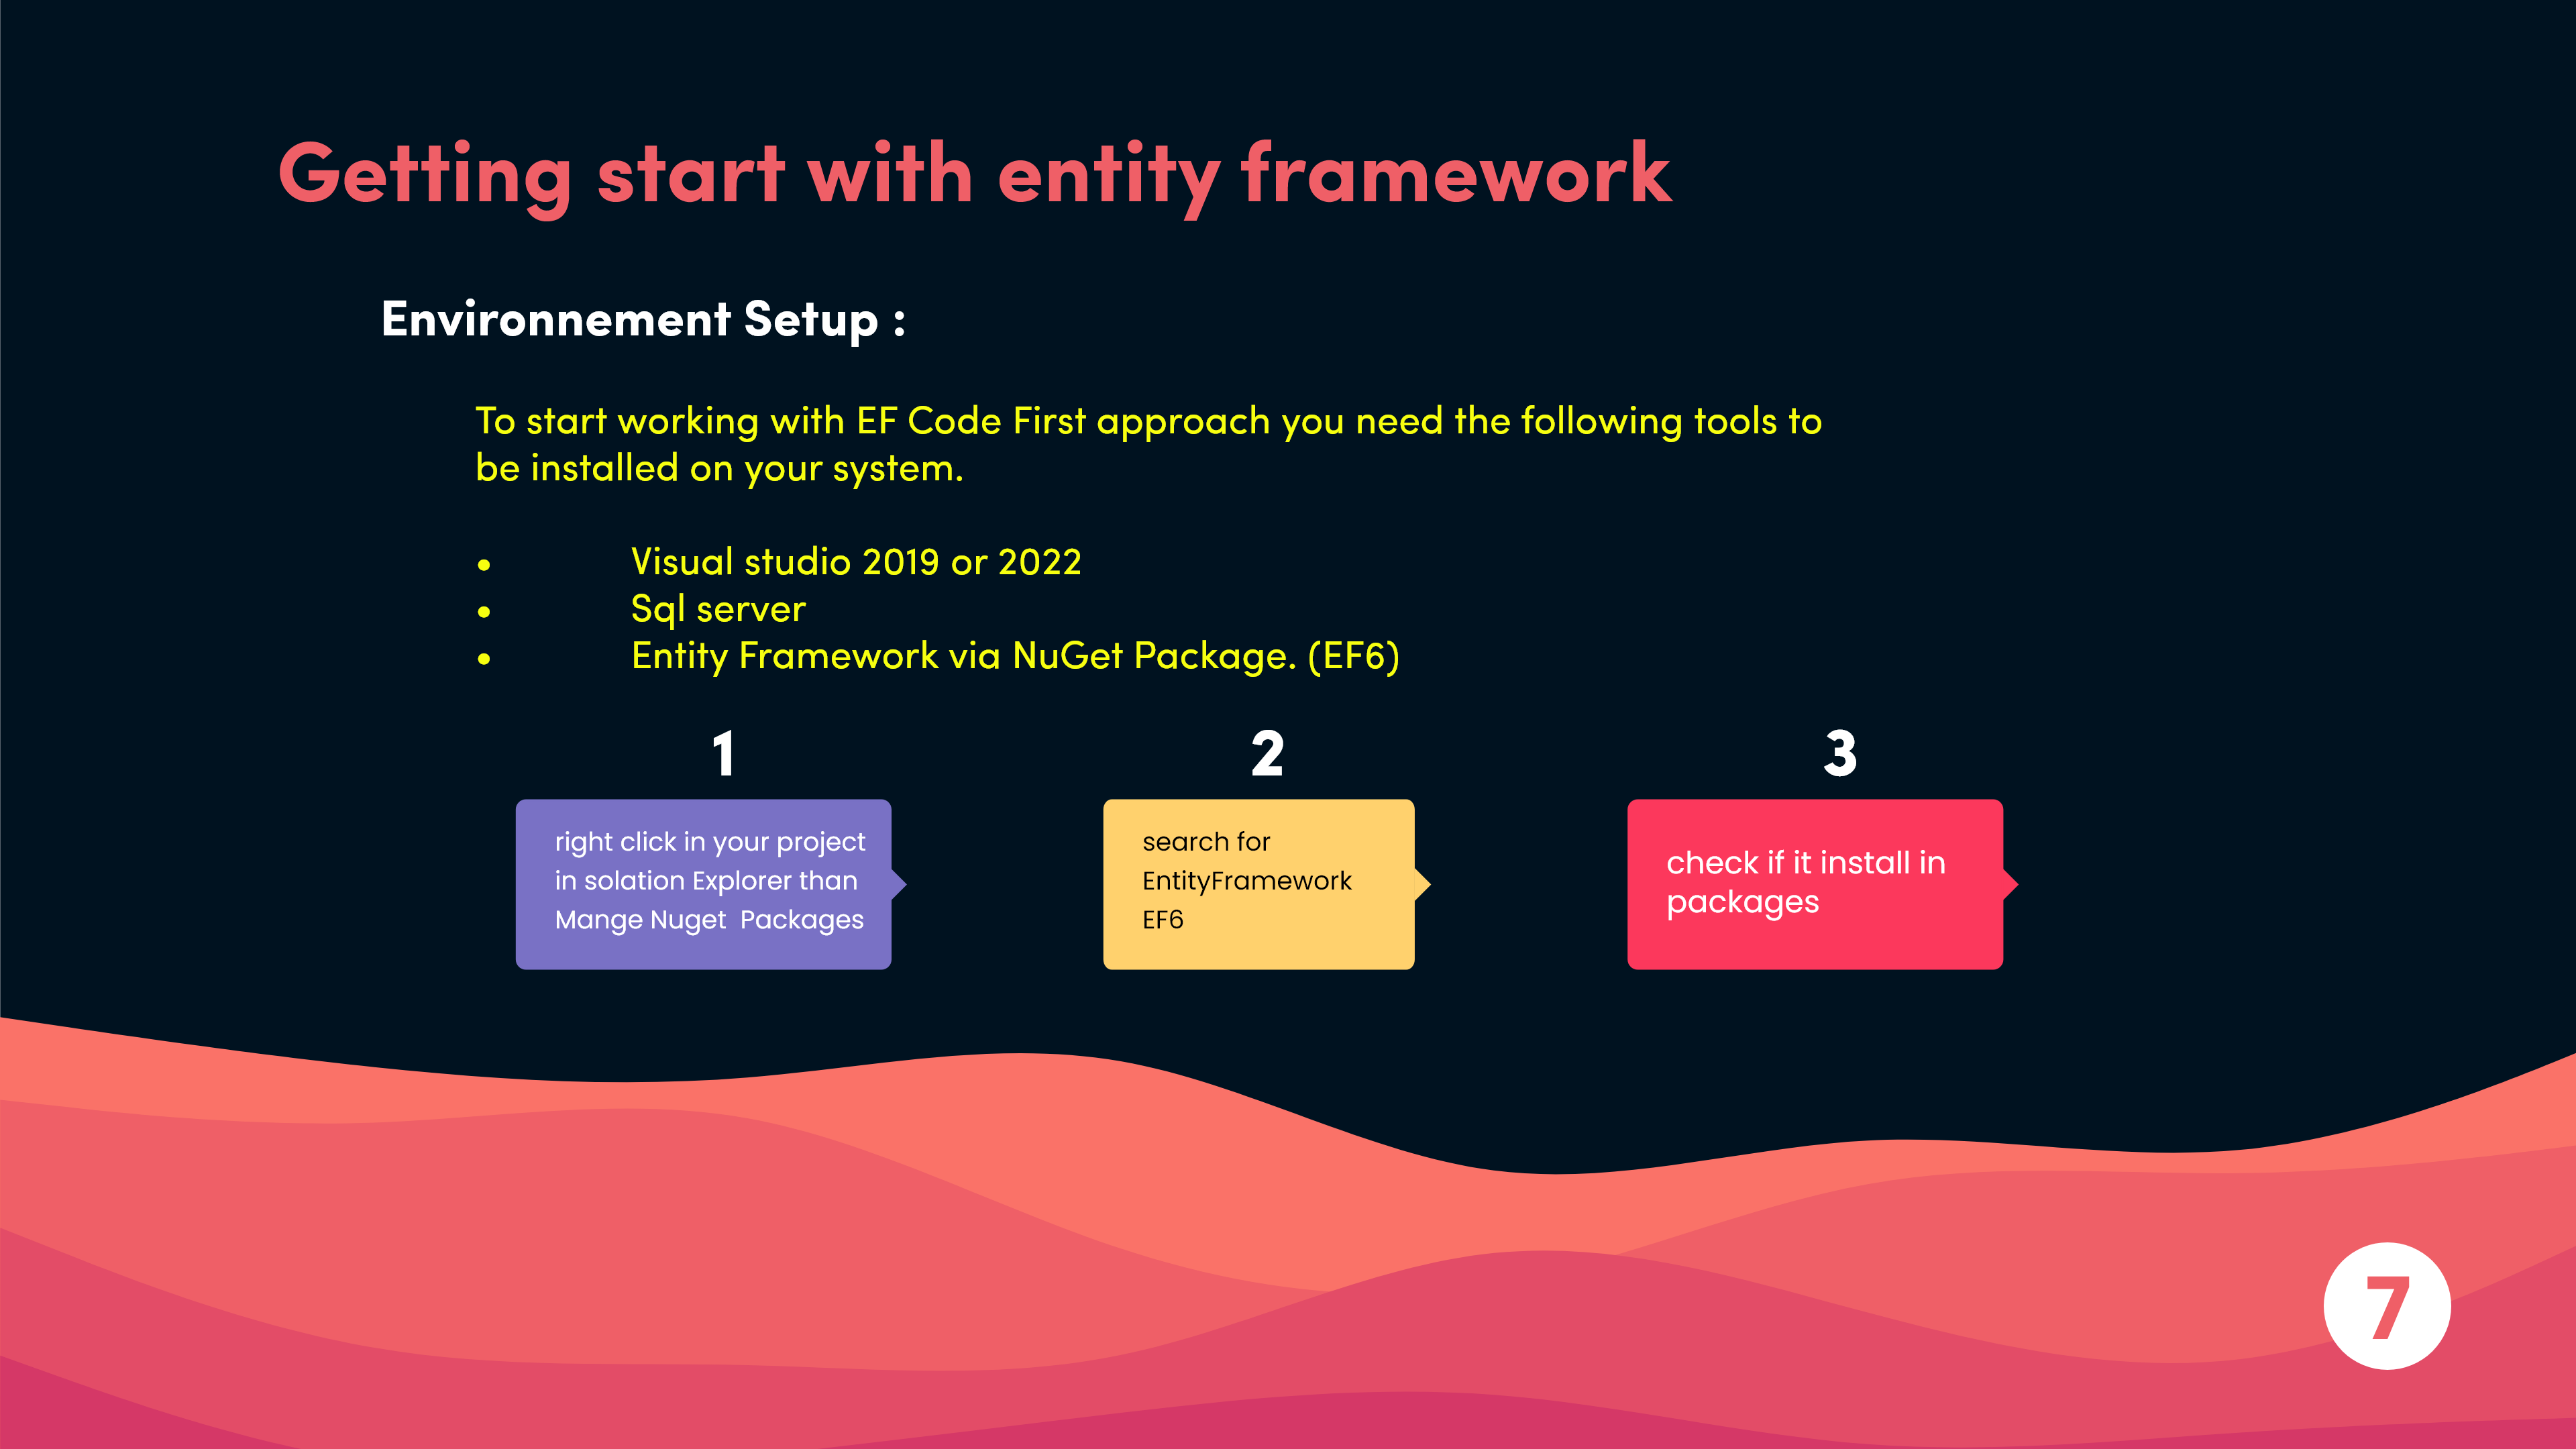 Getting start with entity framework
Environnement Setup :
To start working with EF Code First approach you need the following tools to
be installed on your system.
• Visual studio 2019 or 2022
• Sql server
• Entity Framework via NuGet Package. (EF6)
1
right click in your project
in solation Explorer than
Mange Nuget  Packages
2
search for
EntityFramework
EF6
3
check if it install in
packages
7